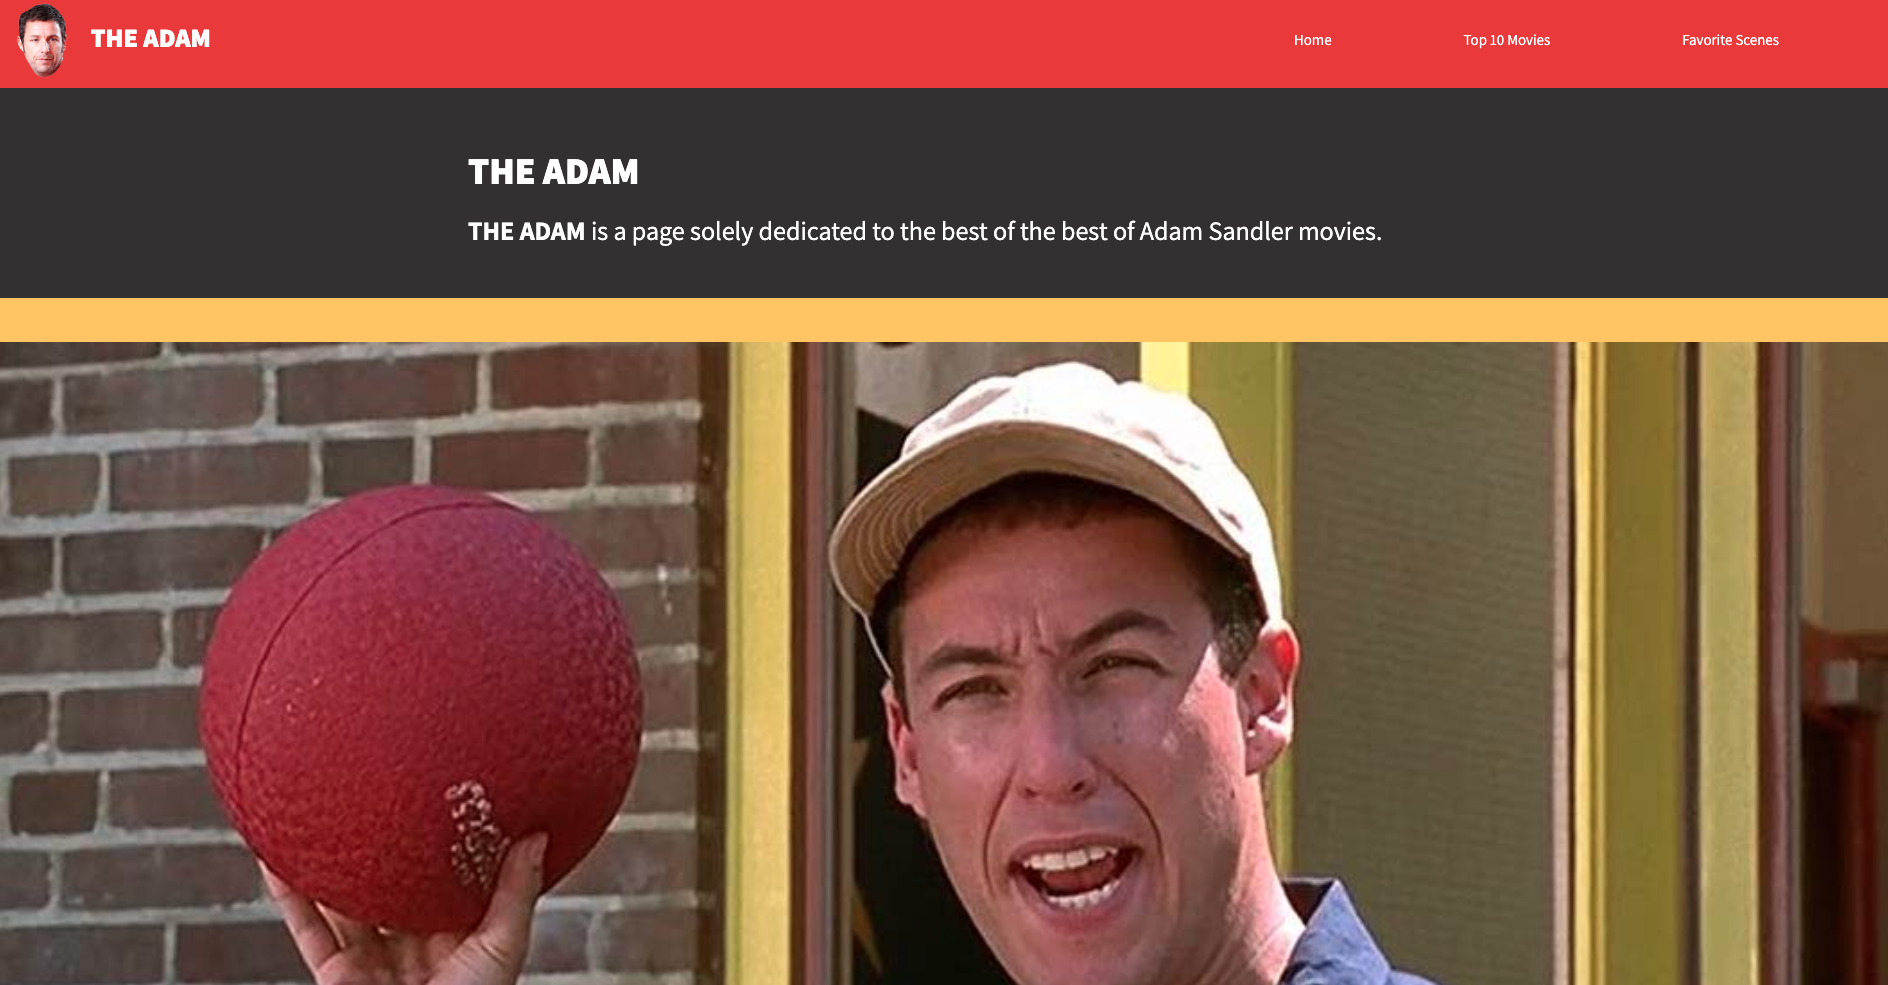 THE ADAM
Home
Top 10 Movies
Favorite Scenes
THE ADAM
THE ADAM is a page solely dedicated to the best of the best of Adam Sandler movies.